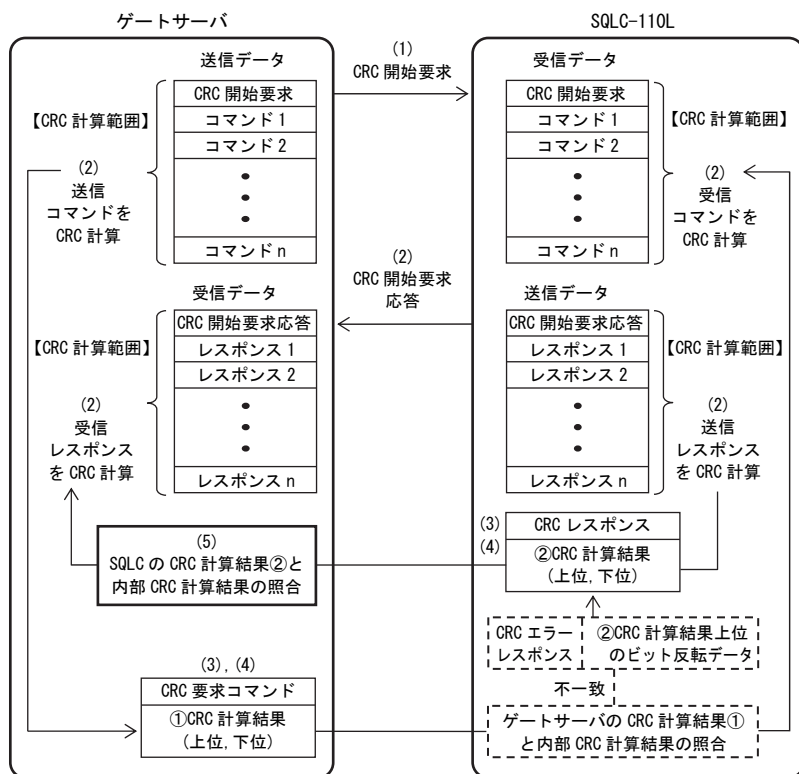 ゲートサーバ
SQLC-110L
送信データ
CRC 開始要求
コマンド 1
コマンド 2
コマンド n
【CRC 計算範囲】
(2)
送信
コマンドを
CRC 計算
(1)
CRC 開始要求
受信データ
CRC 開始要求
コマンド 1
コマンド 2
コマンド n
【CRC 計算範囲】
(2)
受信
コマンドを
CRC 計算
(2)
CRC 開始要求
応答
受信データ
CRC 開始要求応答
レスポンス 1
レスポンス 2
レスポンス n
【CRC 計算範囲】
(2)
受信
レスポンス
を CRC 計算
送信データ
CRC 開始要求応答
レスポンス 1
レスポンス 2
レスポンス n
【CRC 計算範囲】
(2)
送信
レスポンス
を CRC 計算
(5)
SQLC の CRC 計算結果②と
内部 CRC 計算結果の照合
(3)
(4)
CRC レスポンス
②CRC 計算結果
(上位, 下位)
CRC エラー
レスポンス
②CRC 計算結果上位
のビット反転データ
不一致
(3), (4)
CRC 要求コマンド
①CRC 計算結果
(上位, 下位)
ゲートサーバの CRC 計算結果①
と内部 CRC 計算結果の照合